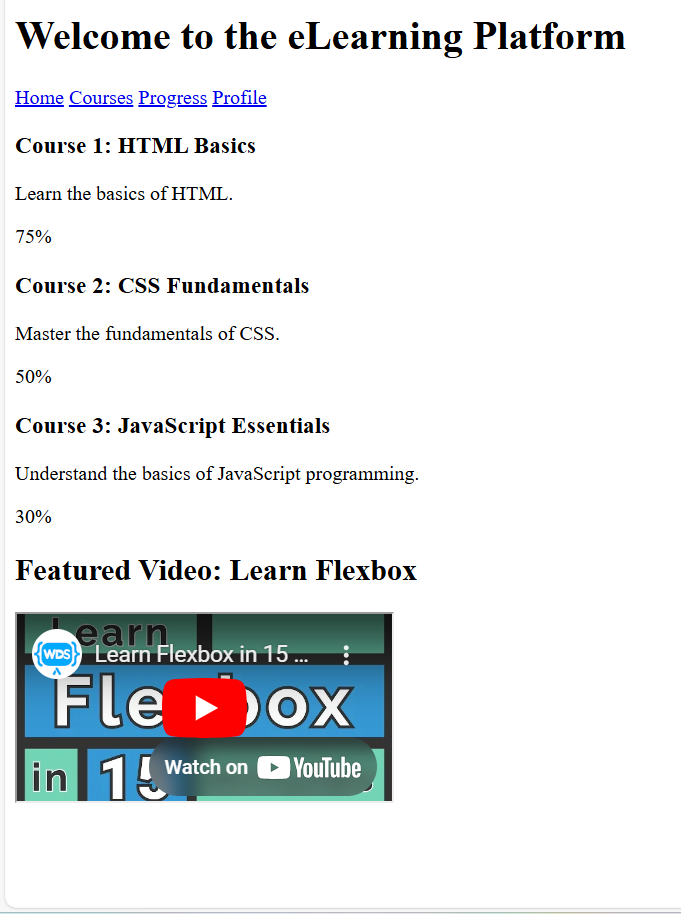 Welcome to the eLearning Platform
Home Courses Progress Profile
Course 1: HTML Basics
Learn the basics of HTML.
75%
Course 2: CSS Fundamentals
Master the fundamentals of CSS.
50%
Course 3: JavaScript Essentials
Understand the basics of JavaScript programming.
30%
Featured Video: Learn Flexbox
Learn
{WDS} Learn Flexbox in 15 ...
Flexbox
in 15
Watch on YouTube